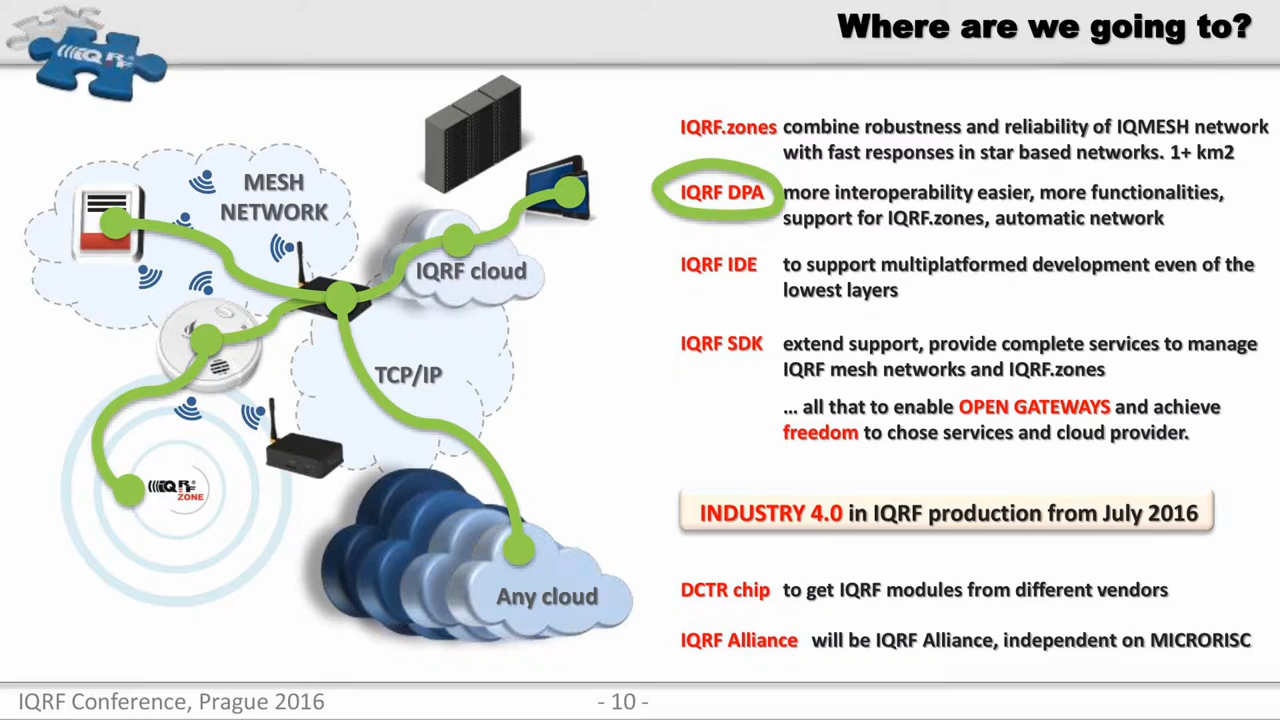 Where are we going to?
IQRF
MESH
NETWORK
IQRF cloud
TCP/IP
IQRF
ZONE
Any cloud
IQRF.zones combine robustness and reliability of IQMESH network
with fast responses in star based networks. 1+ km2
IQRF DPA more interoperability easier, more functionalities,
support for IQRF.zones, automatic network
IQRF IDE to support multiplatformed development even of the
lowest layers
IQRF SDK extend support, provide complete services to manage
IQRF mesh networks and IQRF.zones
... all that to enable OPEN GATEWAYS and achieve
freedom to chose services and cloud provider.
INDUSTRY 4.0 in IQRF production from July 2016
DCTR chip to get IQRF modules from different vendors
IQRF Alliance will be IQRF Alliance, independent on MICRORISC
IQRF Conference, Prague 2016
- 10 -